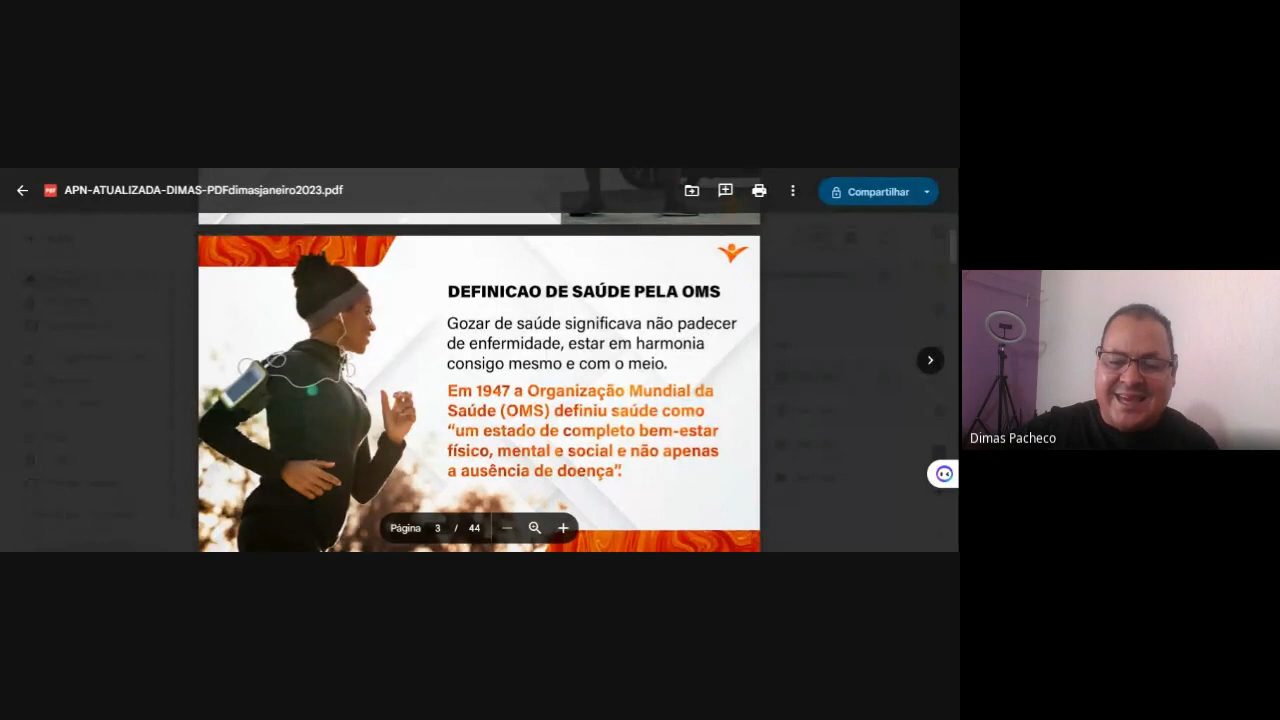 APN-ATUALIZADA-DIMAS-PDFdimasjaneiro2023.pdf
Compartilhar
DEFINICAO DE SAÚDE PELA OMS
Gozar de saúde significava não padecer
de enfermidade, estar em harmonia
consigo mesmo e com o meio.
Em 1947 a Organização Mundial da
Saúde (OMS) definiu saúde como
“um estado de completo bem-estar
físico, mental e social e não apenas
a ausência de doença”.
Página 3 / 44
Dimas Pacheco